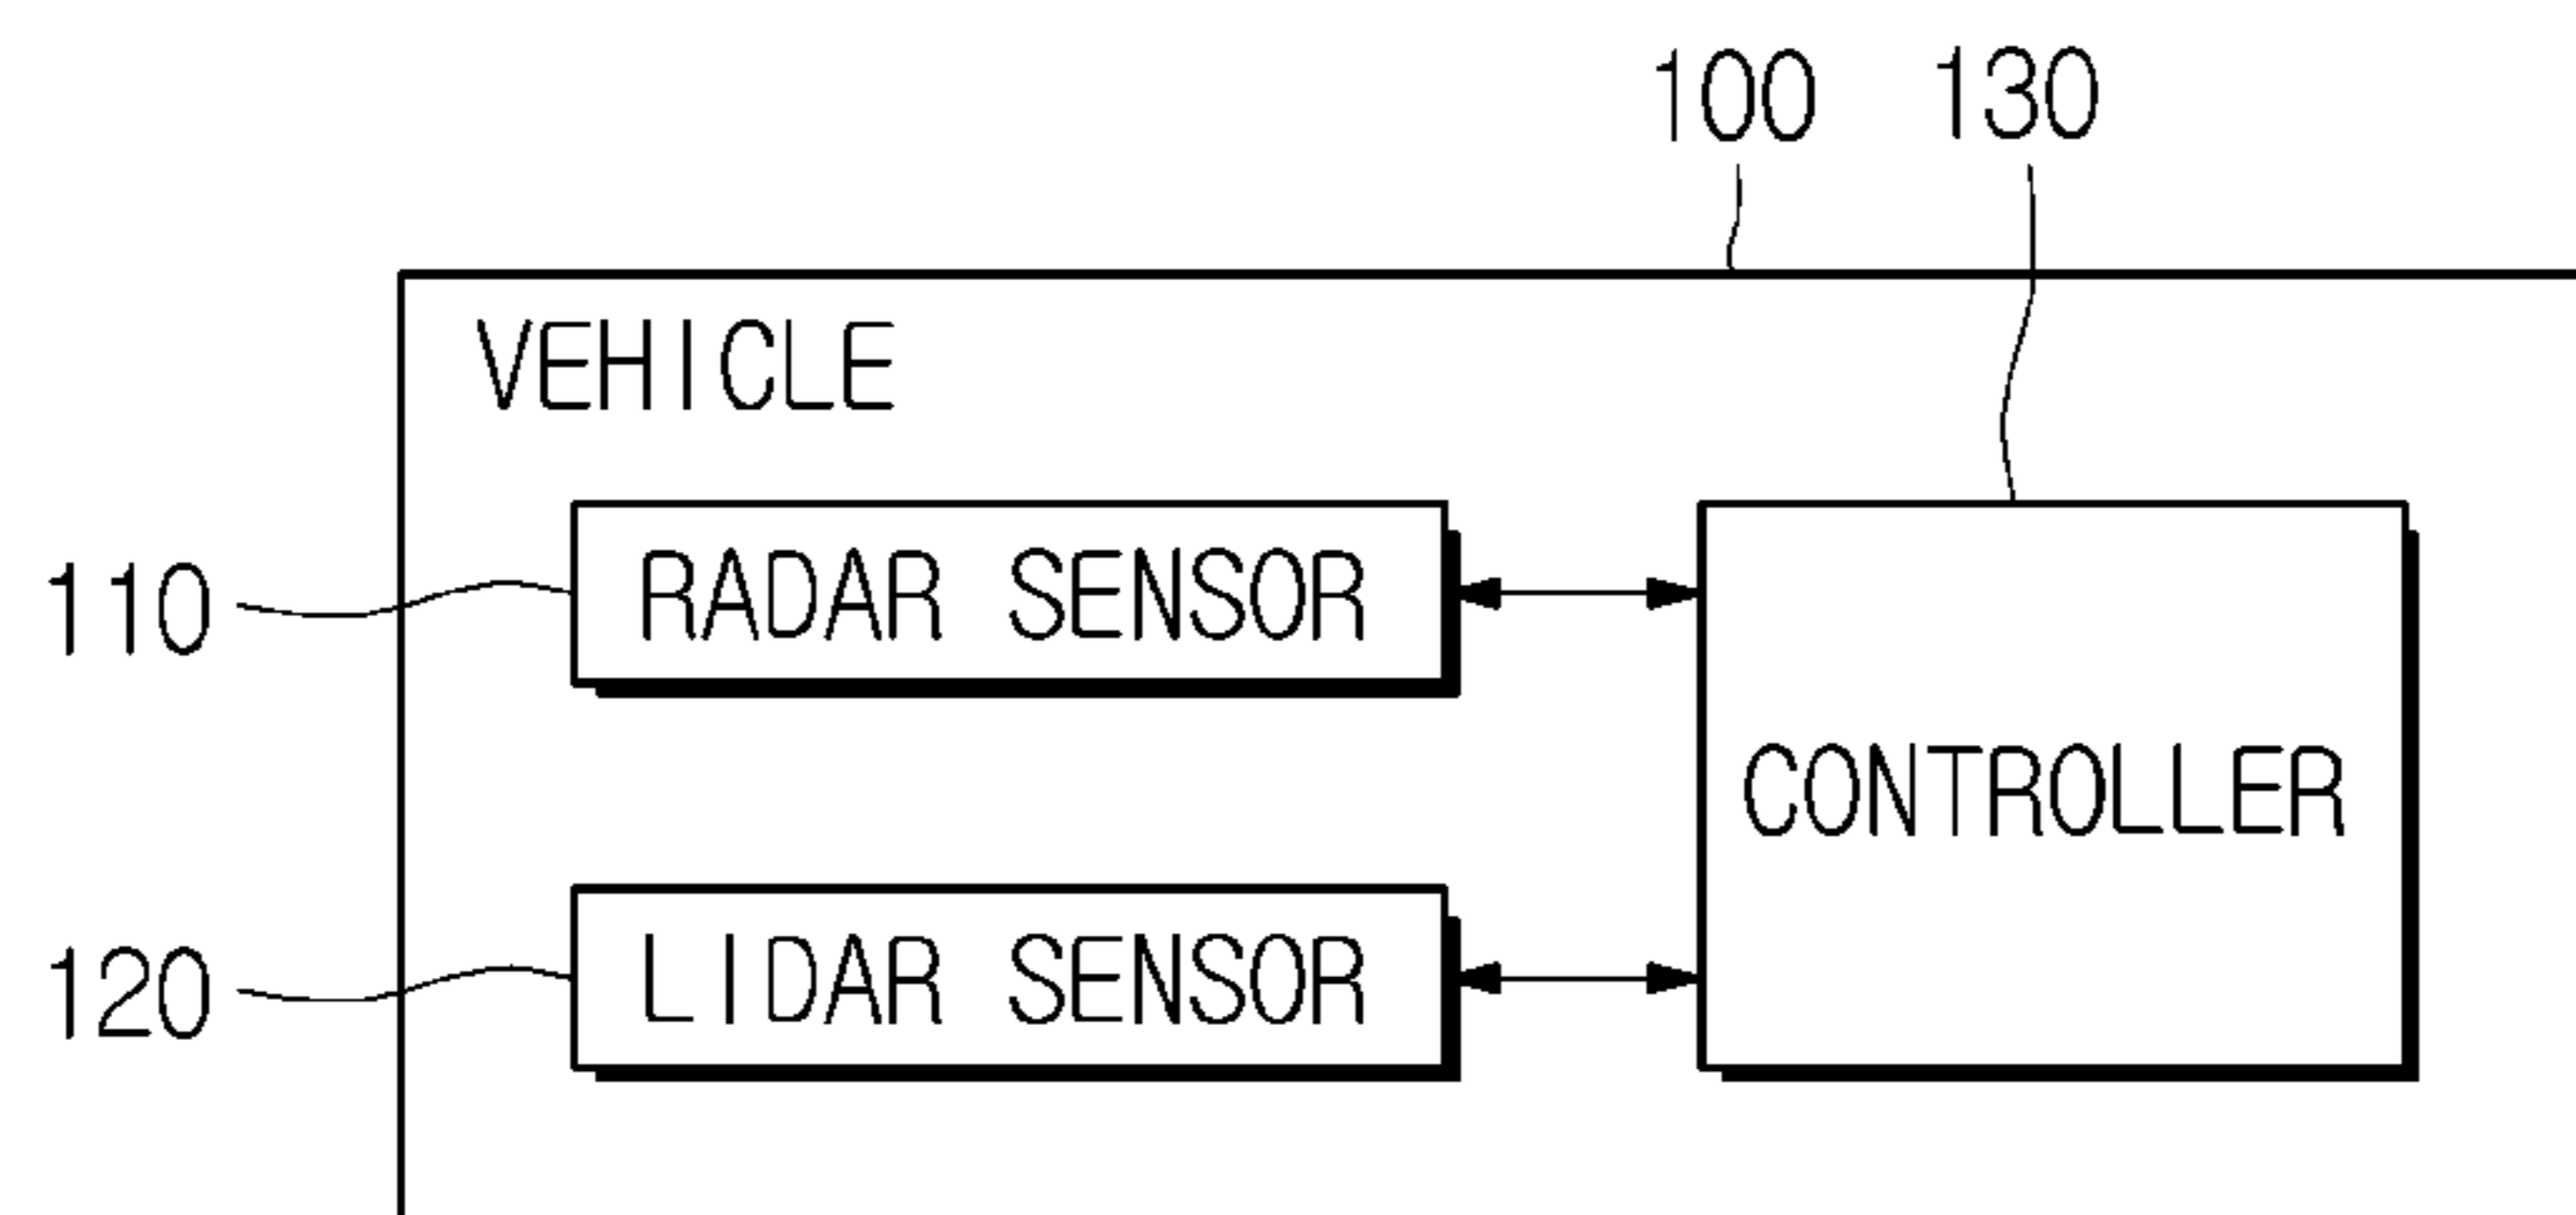 100 130
VEHICLE
110 RADAR SENSOR
CONTROLLER
120 LIDAR SENSOR